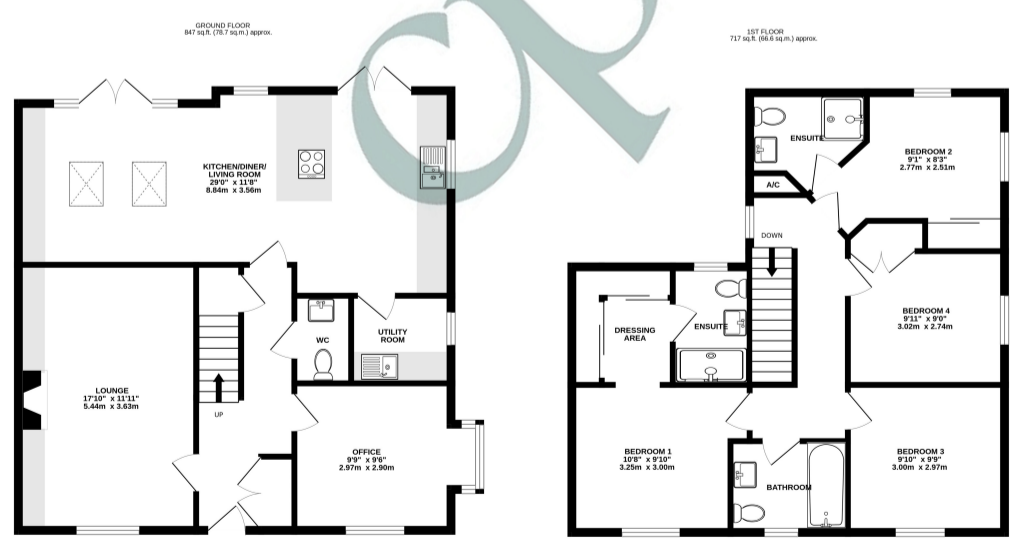 GROUND FLOOR
847 sq.ft. (78.7 sq.m.) approx.
KITCHEN/DINER/
LIVING ROOM
29'0" x 11'8"
8.84m x 3.56m
LOUNGE
17'10" x 11'11"
5.44m x 3.63m
UP
WC
UTILITY
ROOM
OFFICE
9'9" x 9'6"
2.97m x 2.90m
1ST FLOOR
717 sq.ft. (66.6 sq.m.) approx.
ENSUITE
A/C
BEDROOM 2
9'1" x 8'3"
2.77m x 2.51m
DOWN
DRESSING
AREA
ENSUITE
BEDROOM 4
9'11" x 9'0"
3.02m x 2.74m
BEDROOM 1
10'8" x 9'10"
3.25m x 3.00m
BATHROOM
BEDROOM 3
9'10" x 9'9"
3.00m x 2.97m